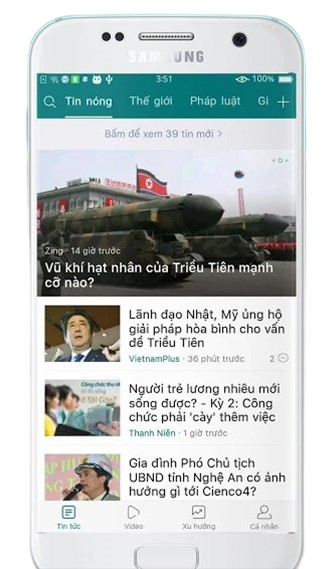 SAMSUNG
3:51
100%
Tin nóng Thế giới Pháp luật Gi
Bấm để xem 39 tin mới >
Zing · 14 giờ trước
Vũ khí hạt nhân của Triều Tiên mạnh
cỡ nào?
Lãnh đạo Nhật, Mỹ ủng hộ
giải pháp hòa bình cho vấn
đề Triều Tiên
VietnamPlus · 36 phút trước 2
Người trẻ lương nhiêu mới
sống được? - Kỳ 2: Công
chức phải 'cày' thêm việc
Thanh Niên · 1 giờ trước
Gia đình Phó Chủ tịch
UBND tỉnh Nghệ An có ảnh
hưởng gì tới Cienco4?
Tin tức Video Xu hướng Cá nhân